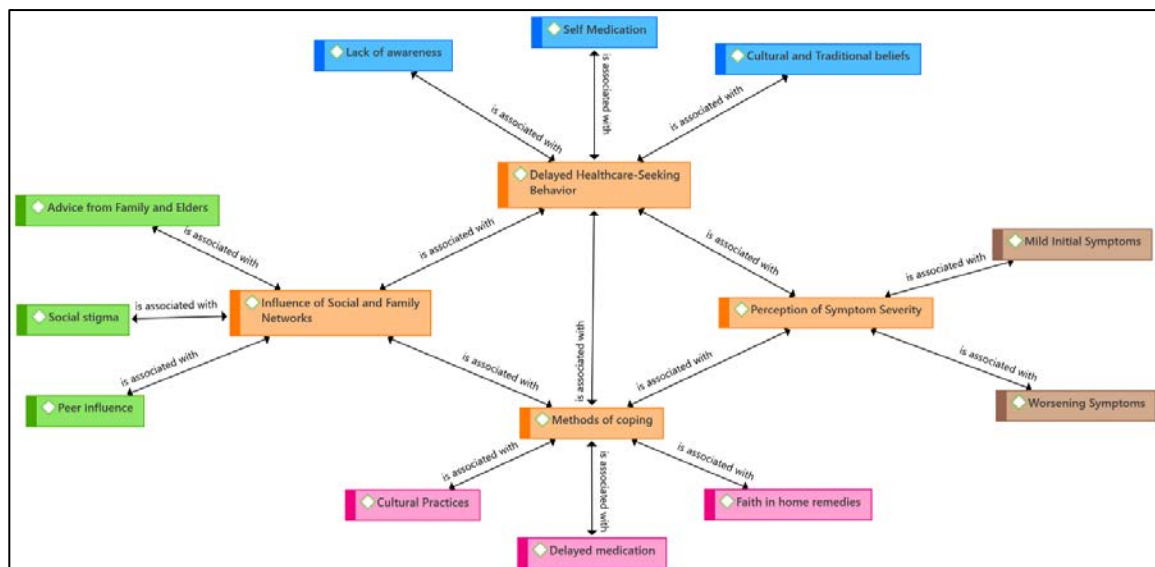 Self Medication
Lack of awareness
Cultural and Traditional beliefs
is associated with
is associated with
is associated with
Delayed Healthcare-Seeking
Behavior
Advice from Family and Elders
is associated with
is associated with
is associated with
Mild Initial Symptoms
is associated with
Social stigma
is associated with
Influence of Social and Family
Networks
Perception of Symptom Severity
is associated with
is associated with
is associated with
is associated with
is associated with
Peer influence
Methods of coping
Worsening Symptoms
is associated with
is associated with
is associated with
Cultural Practices
Faith in home remedies
Delayed medication